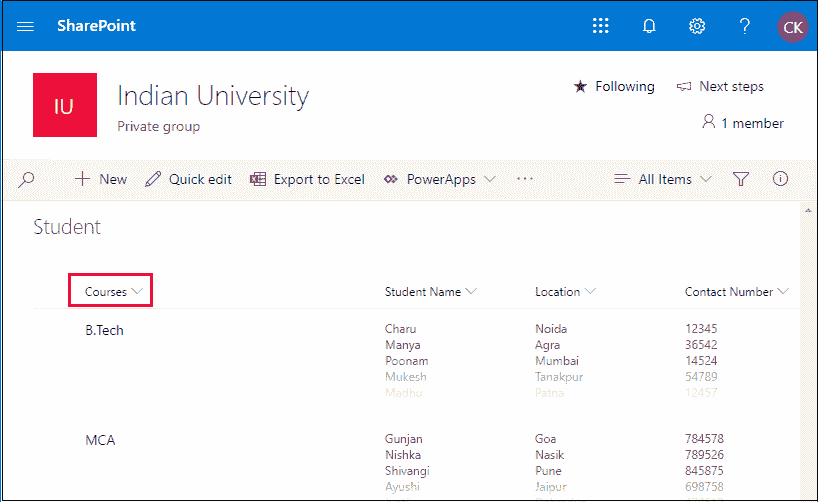 SharePoint CK
IU Indian University
Private group
Following Next steps
1 member
New Quick edit Export to Excel PowerApps ... All Items
Student
Courses Student Name Location Contact Number
B.Tech Charu Noida 12345
Manya Agra 36542
Poonam Mumbai 14524
Mukesh Tanakpur 54789
Madhu Patna 12457
MCA Gunjan Goa 784578
Nishka Nasik 789526
Shivangi Pune 845875
Ayushi Jaipur 698758